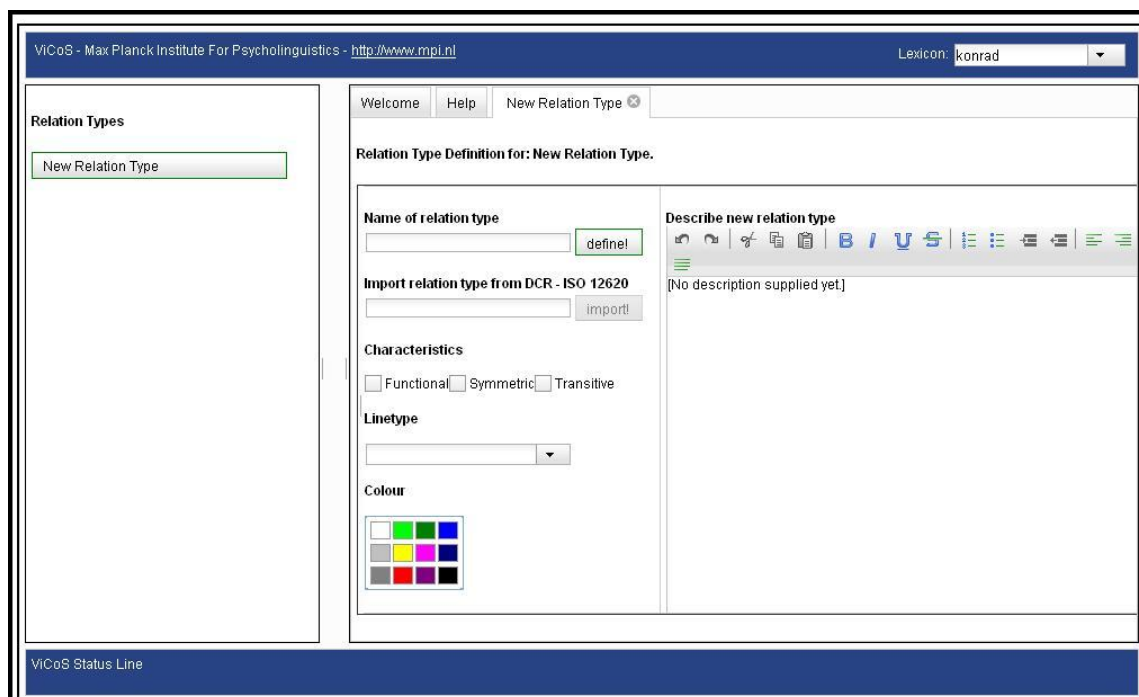 ViCoS - Max Planck Institute For Psycholinguistics - http://www.mpi.nl
Lexicon: konrad
Relation Types
New Relation Type
Welcome Help New Relation Type
Relation Type Definition for: New Relation Type.
Name of relation type
define!
Import relation type from DCR - ISO 12620
import!
Characteristics
Functional Symmetric Transitive
Linetype
Colour
Describe new relation type
B I U S
[No description supplied yet.]
ViCoS Status Line